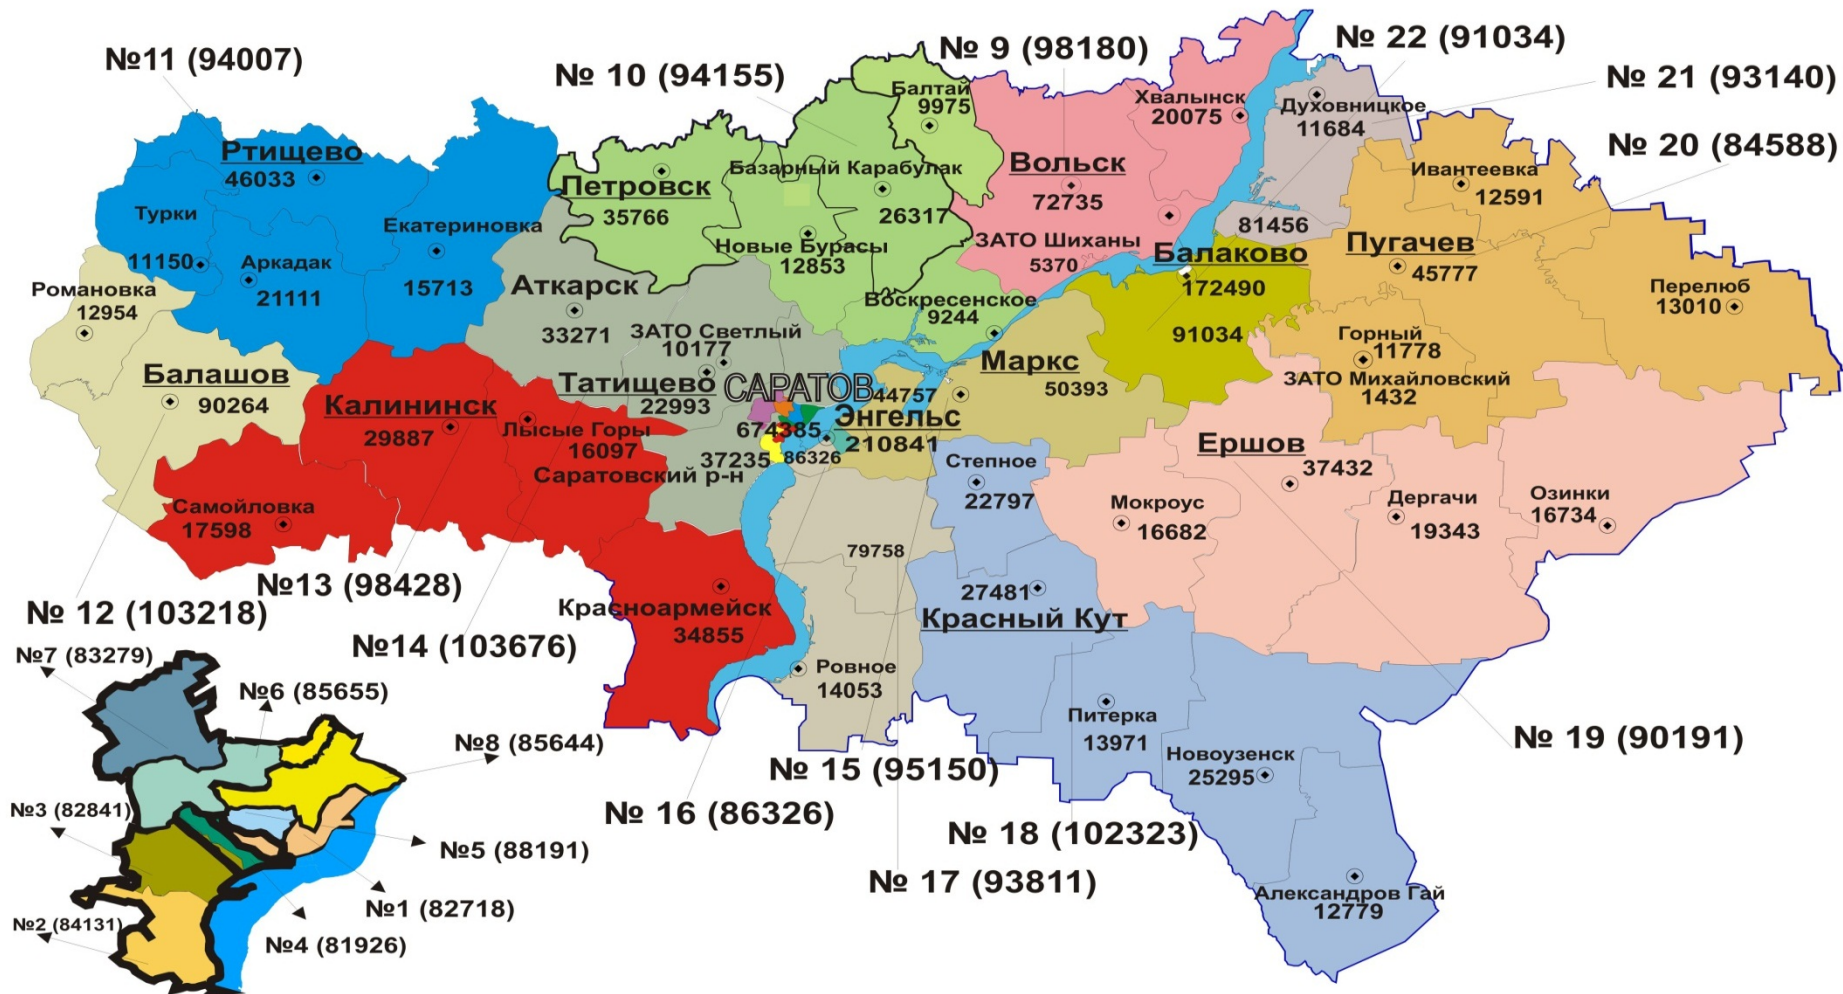 №11 (94007)
№ 10 (94155)
№ 9 (98180)
№ 22 (91034)
№ 21 (93140)
№ 20 (84588)
Балтай
9975
Хвалынск
20075
Духовницкое
11684
Ртищево
46033
Петровск
35766
Базарный Карабулак
26317
Вольск
72735
Ивантеевка
12591
Турки
11150
Екатериновка
15713
Аркадак
21111
Новые Бурасы
12853
ЗАТО Шиханы
5370
81456
Балаково
172490
Пугачев
45777
Романовка
12954
Аткарск
33271
Воскресенское
9244
91034
Перелюб
13010
ЗАТО Светлый
10177
Горный
11778
Балашов
90264
Татищево
22993
САРАТОВ
44757
Маркс
50393
ЗАТО Михайловский
1432
Калининск
29887
Лысые Горы
16097
674385
Энгельс
210841
37235
86326
Саратовский р-н
Степное
22797
Ершов
37432
Самойловка
17598
Мокроус
16682
Дергачи
19343
Озинки
16734
79758
№13 (98428)
27481
Красный Кут
№ 12 (103218)
Красноармейск
34855
№14 (103676)
Ровное
14053
№7 (83279)
№6 (85655)
Питерка
13971
№8 (85644)
№ 19 (90191)
Новоузенск
25295
№ 15 (95150)
№ 16 (86326)
№3 (82841)
№ 18 (102323)
№5 (88191)
№ 17 (93811)
Александров Гай
12779
№1 (82718)
№2 (84131)
№4 (81926)